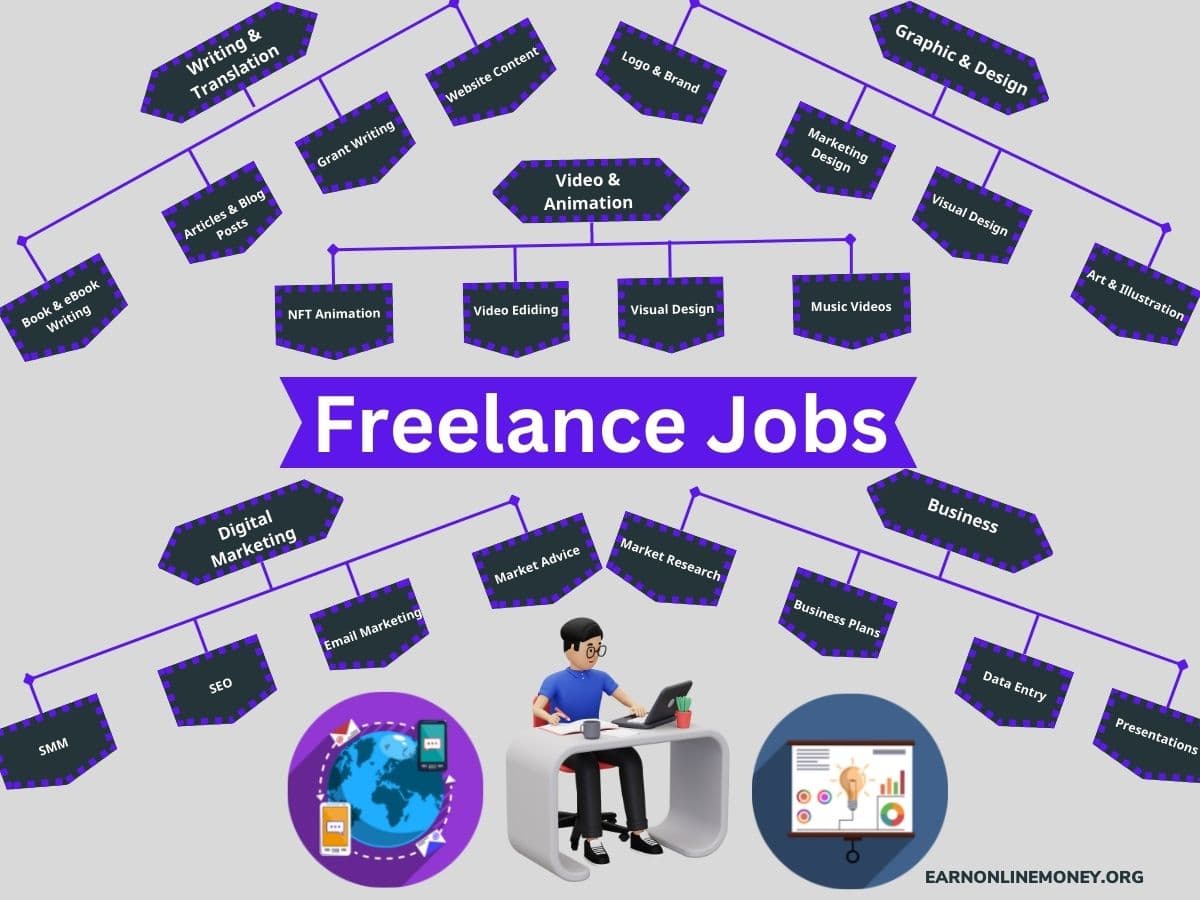 Writing &
Translation
Book & eBook
Writing
Articles & Blog
Posts
Grant Writing
Website Content
Graphic & Design
Logo & Brand
Marketing
Design
Visual Design
Art & Illustration
Video &
Animation
NFT Animation
Video Ediding
Visual Design
Music Videos
Freelance Jobs
Digital
Marketing
SMM
SEO
Email Marketing
Market Advice
Business
Market Research
Business Plans
Data Entry
Presentations
EARNONLINEMONEY.ORG